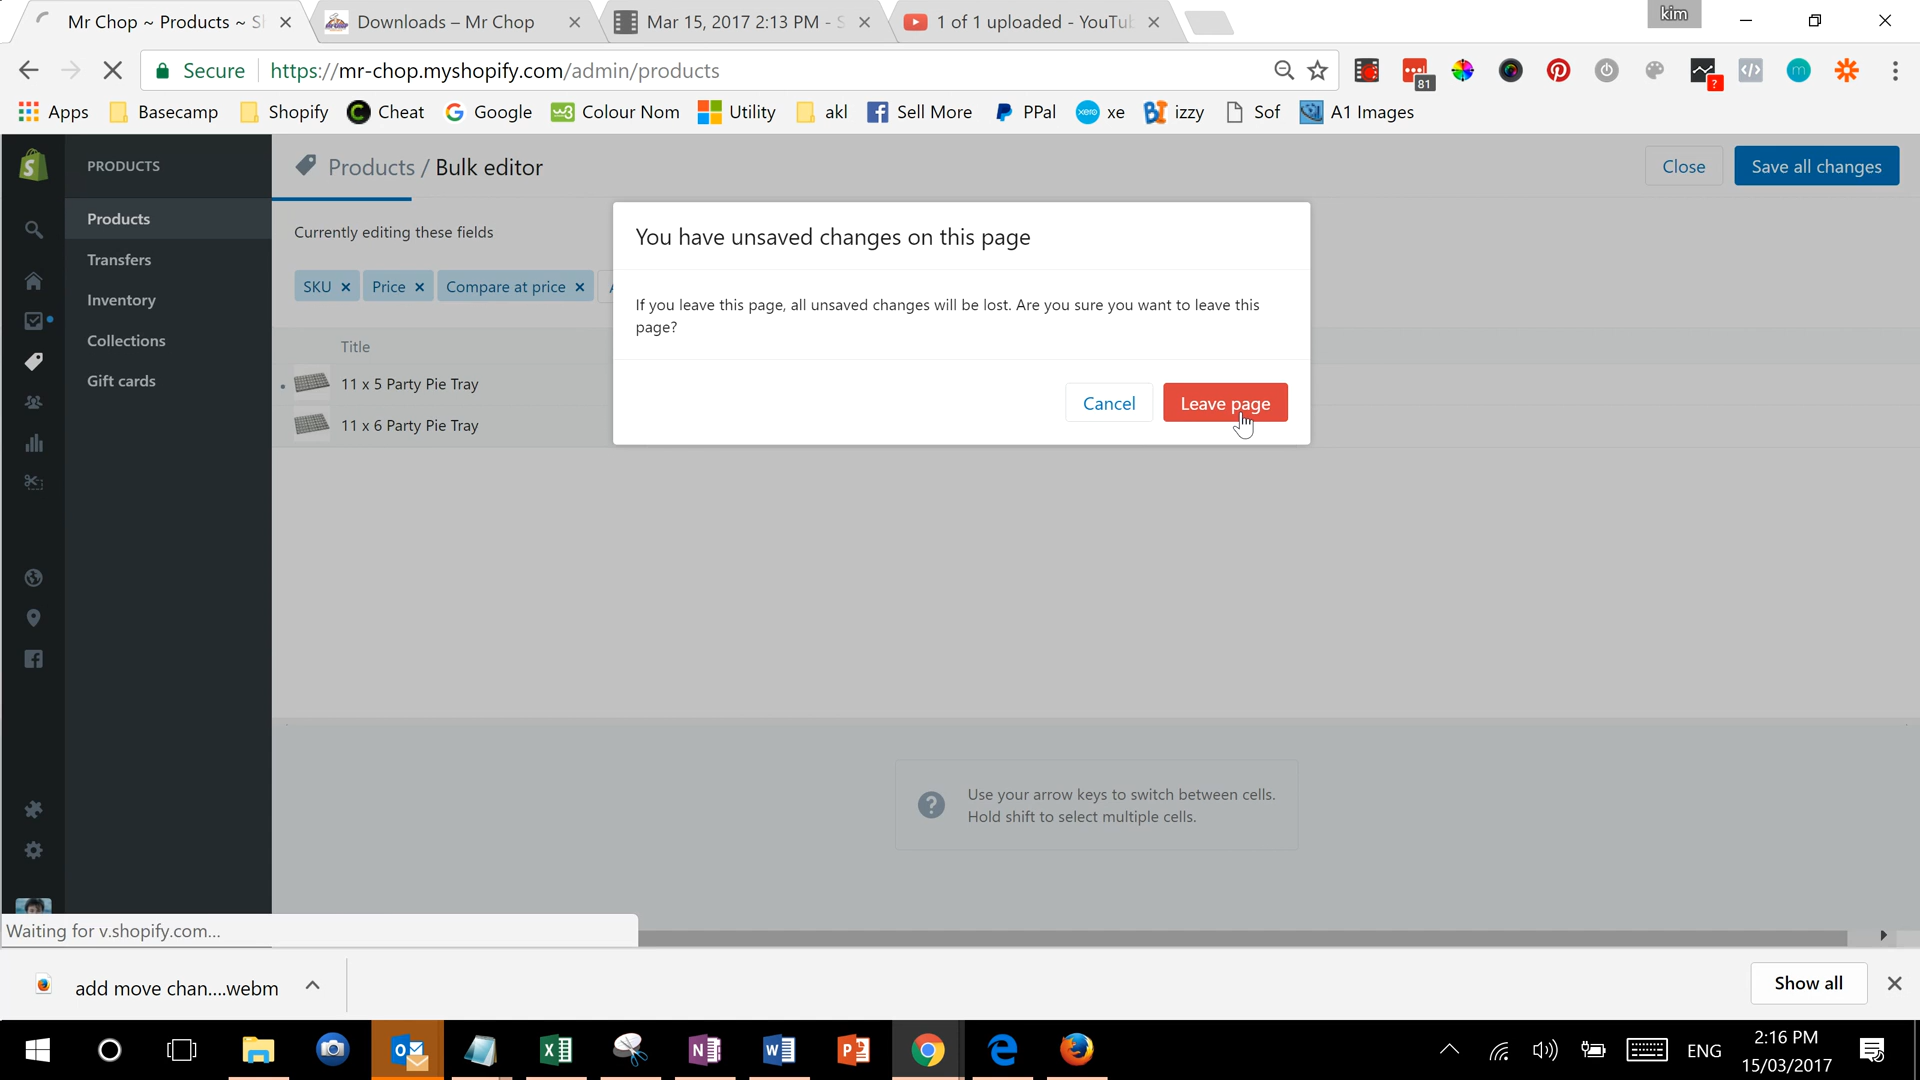 kim
Mr Chop ~ Products ~ S
Downloads – Mr Chop
Mar 15, 2017 2:13 PM - S
1 of 1 uploaded - YouTub
Secure https://mr-chop.myshopify.com/admin/products
81
?
Apps Basecamp Shopify Cheat Google Colour Nom Utility akl Sell More PPal xe izzy Sof A1 Images
PRODUCTS
Products
Transfers
Inventory
Collections
Gift cards
Products / Bulk editor
Close
Save all changes
Currently editing these fields
SKU × Price × Compare at price ×
Title
11 x 5 Party Pie Tray
11 x 6 Party Pie Tray
You have unsaved changes on this page
If you leave this page, all unsaved changes will be lost. Are you sure you want to leave this
page?
Cancel
Leave page
Use your arrow keys to switch between cells.
Hold shift to select multiple cells.
Waiting for v.shopify.com...
add move chan....webm
Show all
ENG
2:16 PM
15/03/2017